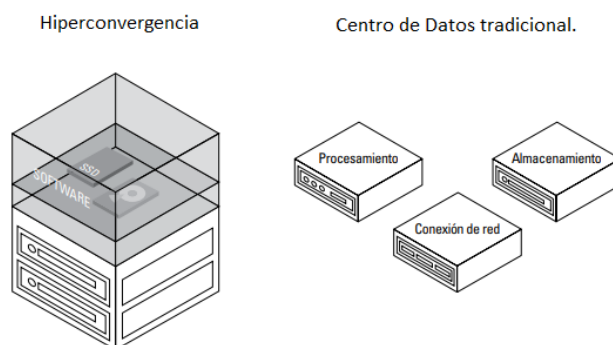 Hiperconvergencia
Centro de Datos tradicional.
SSD
SOFTWARE
Procesamiento
Almacenamiento
Conexión de red